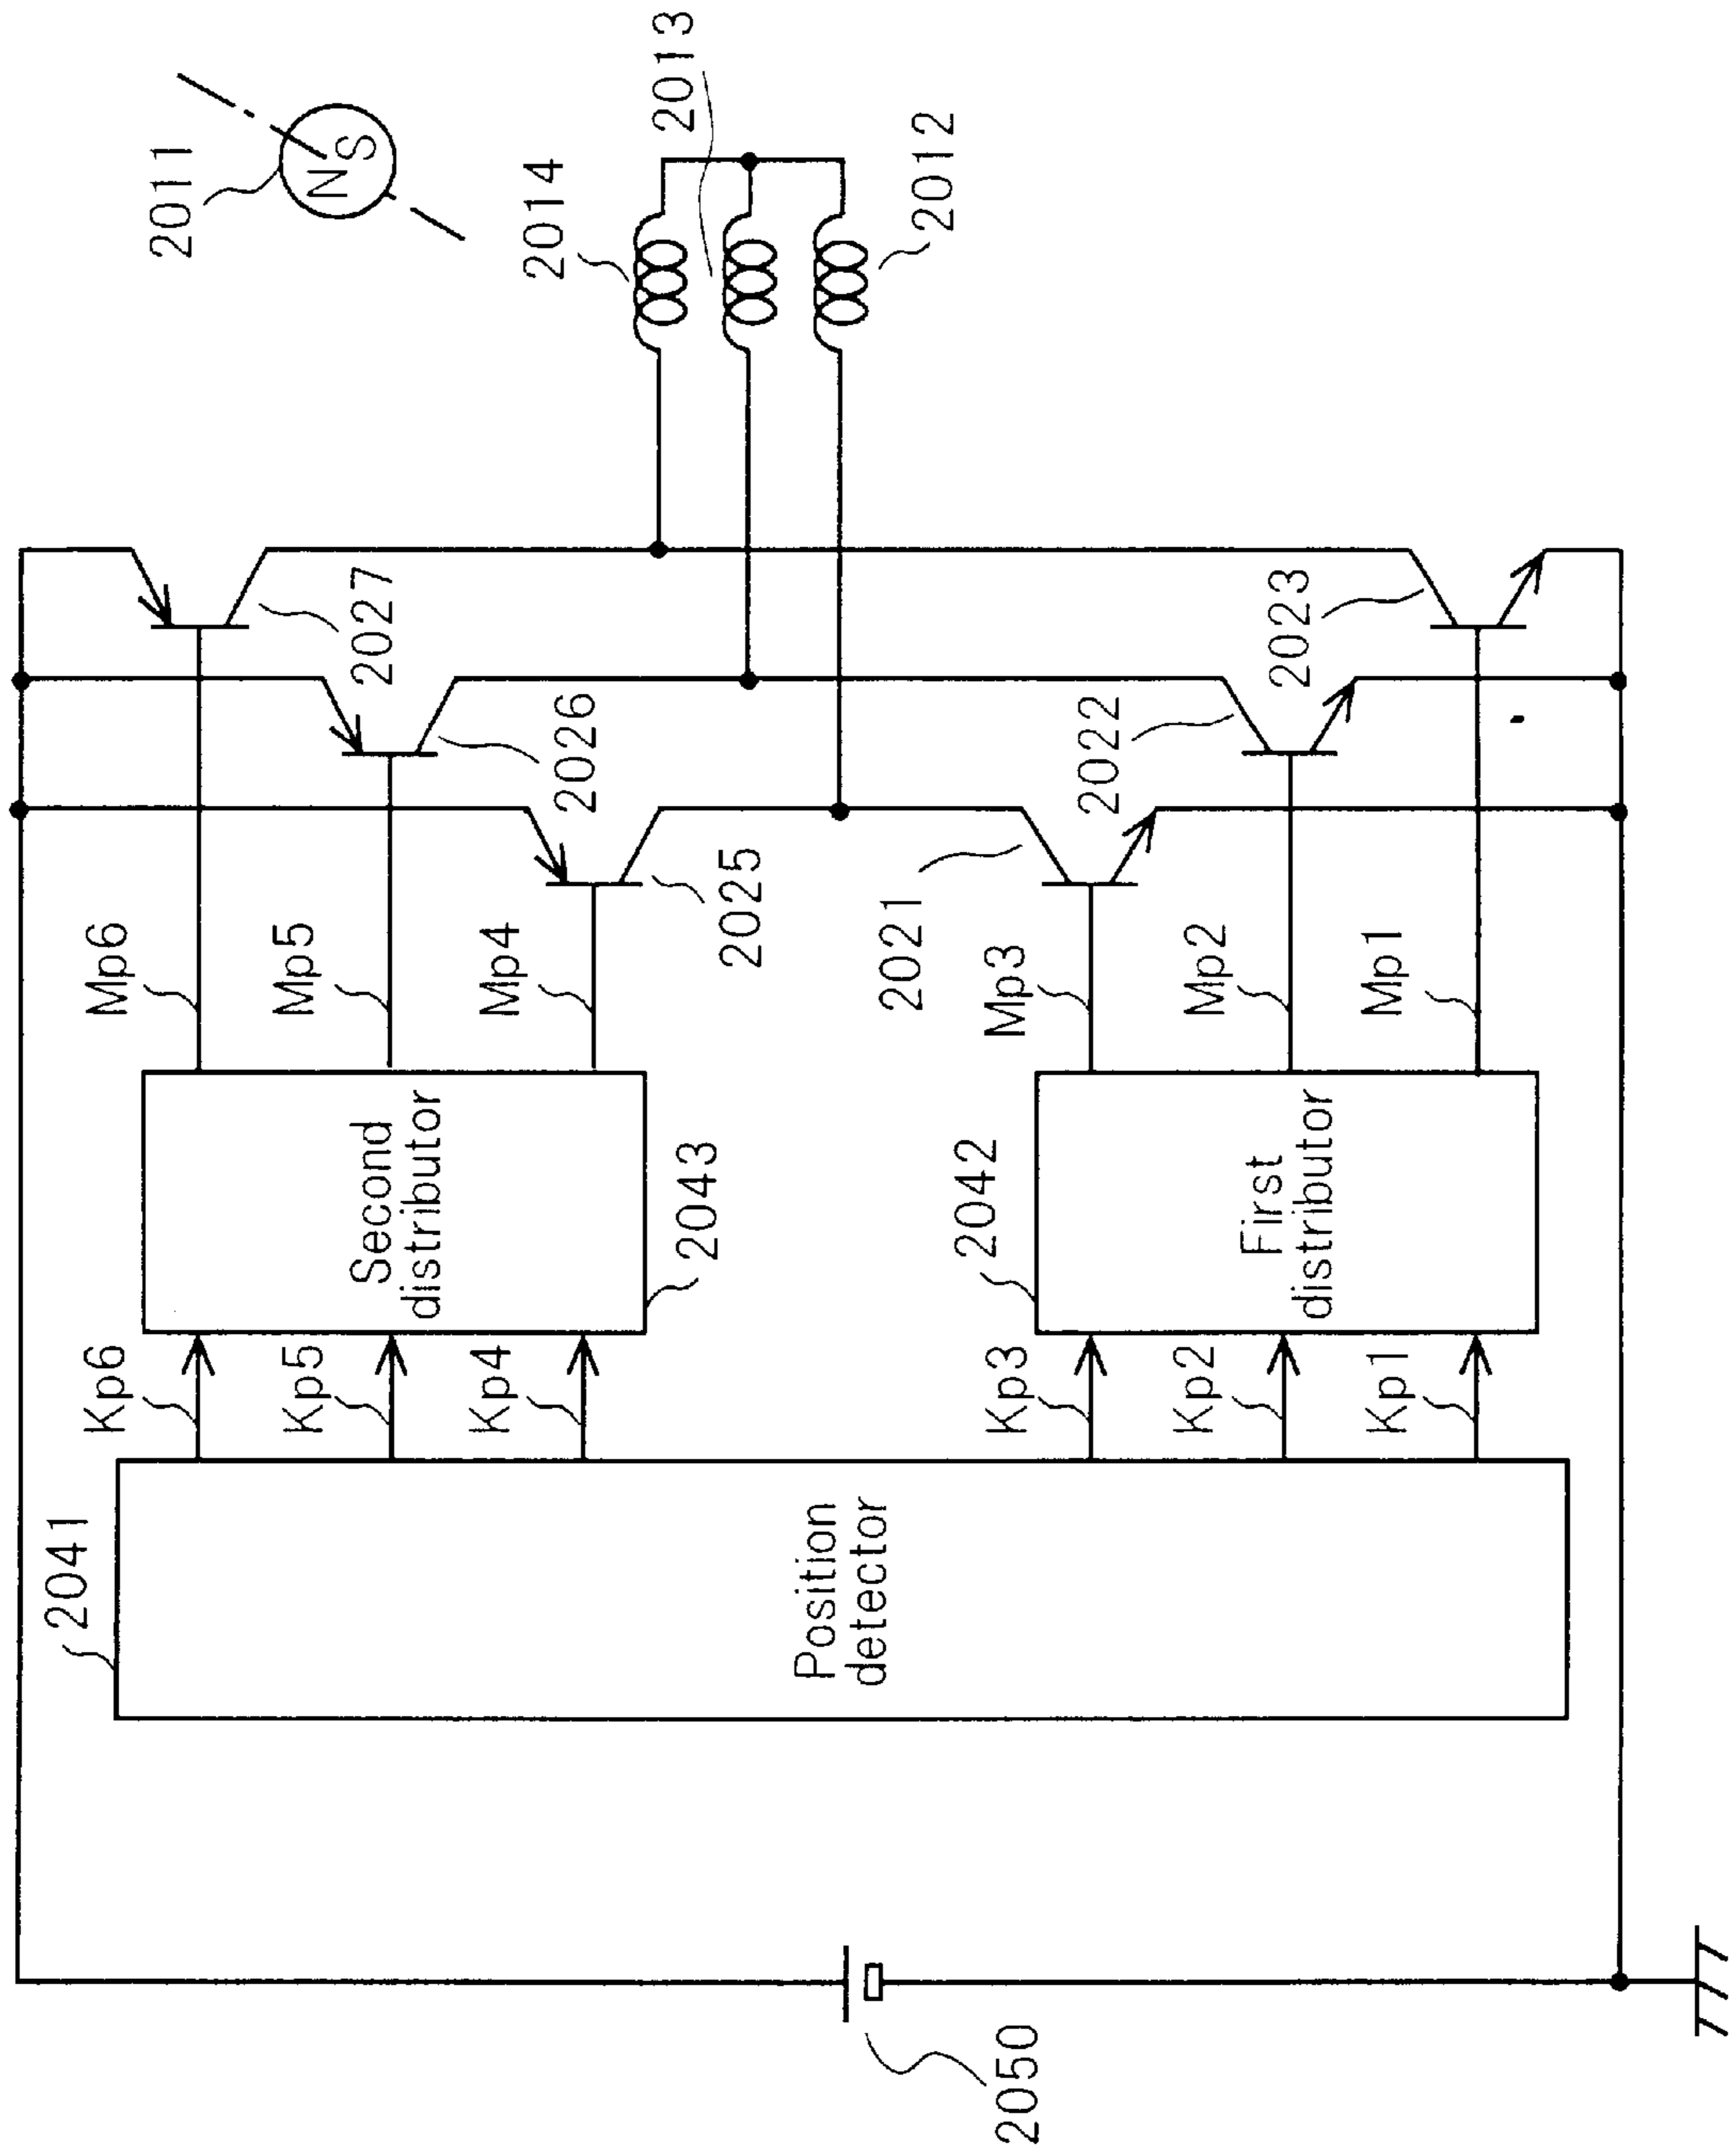 2011
N
S
2014
2013
2012
2027
2026
2025
2023
2022
2021
Mp6
Mp5
Mp4
Mp3
Mp2
Mp1
Second
distributor
2043
First
distributor
2042
Kp6
Kp5
Kp4
Kp3
Kp2
Kp1
2041
Position
detector
2050